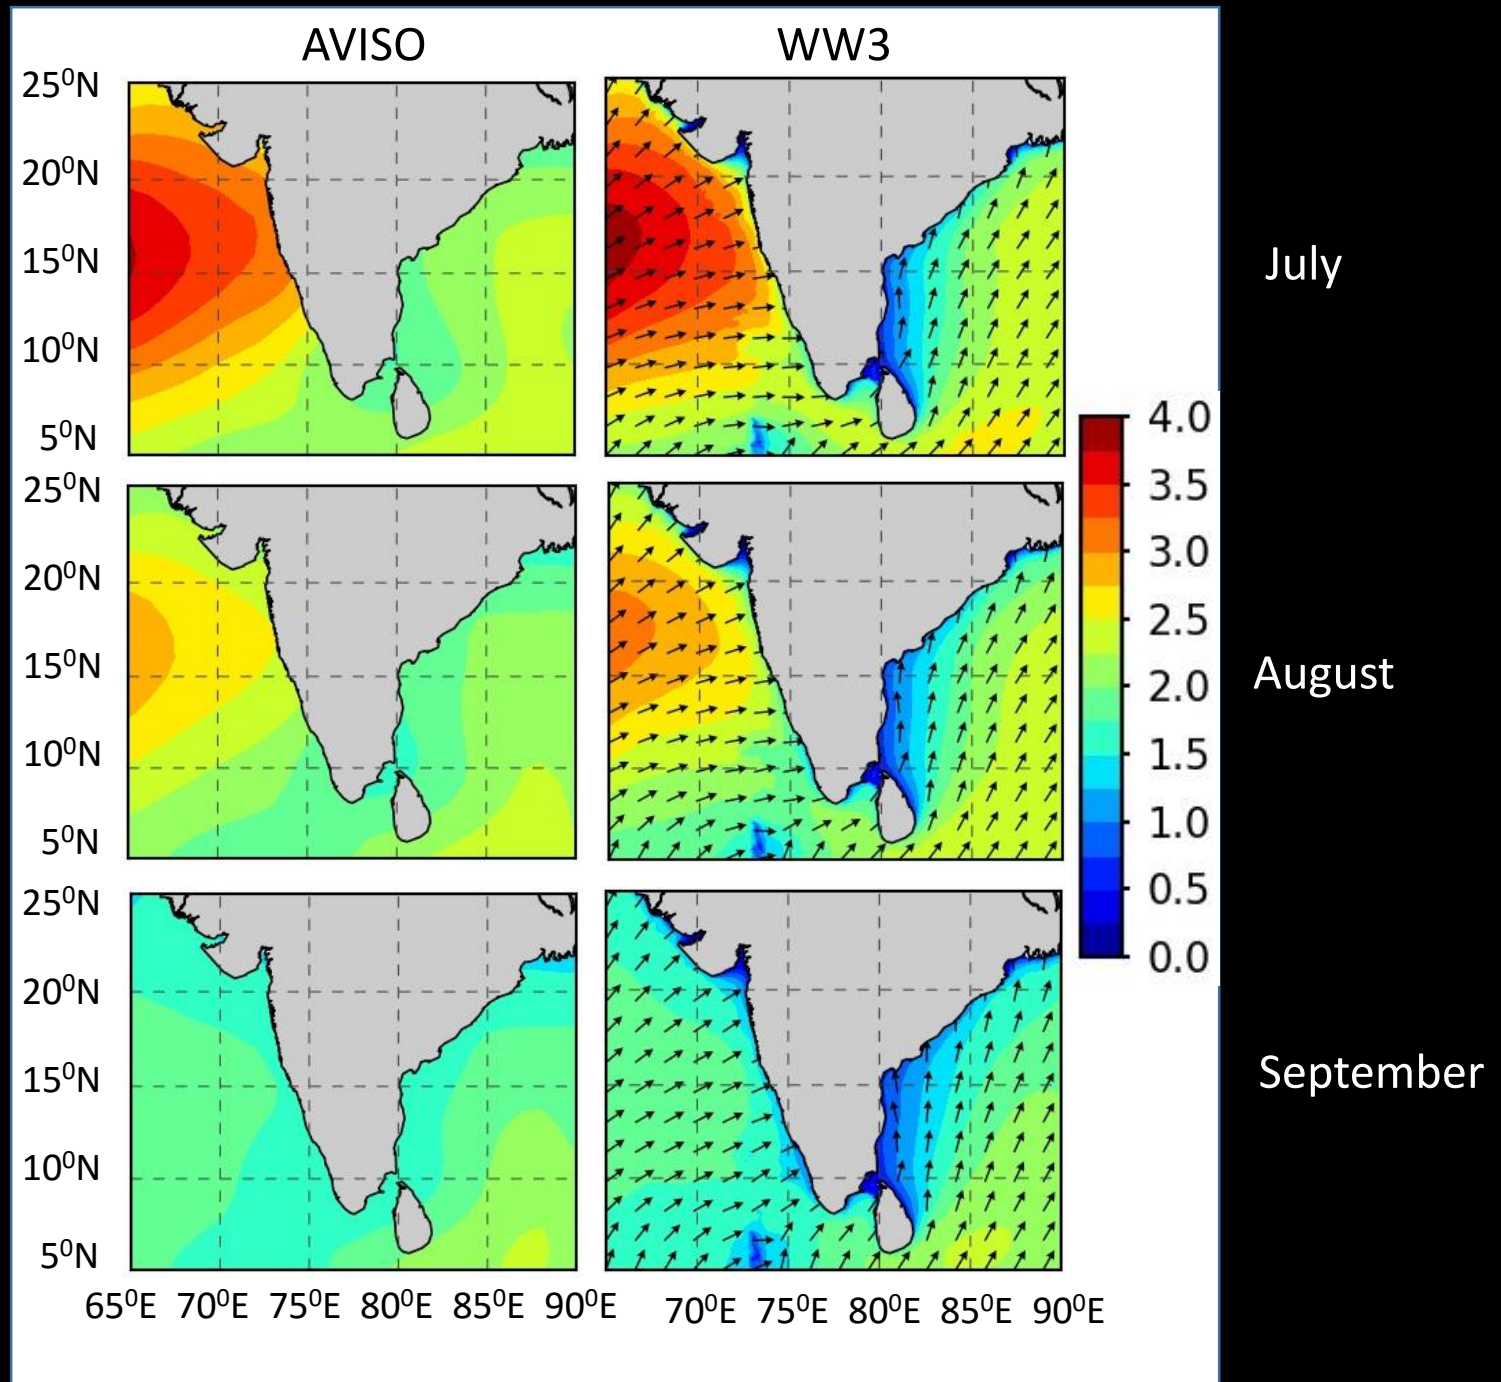 AVISO WW3
25⁰N
20⁰N
15⁰N
10⁰N
5⁰N
July
25⁰N
20⁰N
15⁰N
10⁰N
5⁰N
August
4.0
3.5
3.0
2.5
2.0
1.5
1.0
0.5
0.0
25⁰N
20⁰N
15⁰N
10⁰N
5⁰N
September
65⁰E 70⁰E 75⁰E 80⁰E 85⁰E 90⁰E 70⁰E 75⁰E 80⁰E 85⁰E 90⁰E